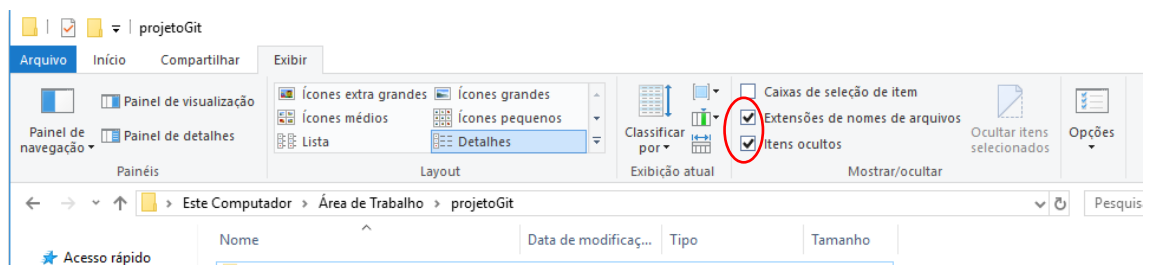 projetoGit
Arquivo Início Compartilhar Exibir
Painel de navegação
Painel de visualização
Painel de detalhes
Painéis
Ícones extra grandes Ícones grandes
Ícones médios Ícones pequenos
Lista Detalhes
Layout
Classificar por
Exibição atual
Caixas de seleção de item
Extensões de nomes de arquivos
Itens ocultos
Ocultar itens selecionados
Mostrar/ocultar
Opções
Este Computador > Área de Trabalho > projetoGit
Pesquis
Nome Data de modificaç... Tipo Tamanho
Acesso rápido